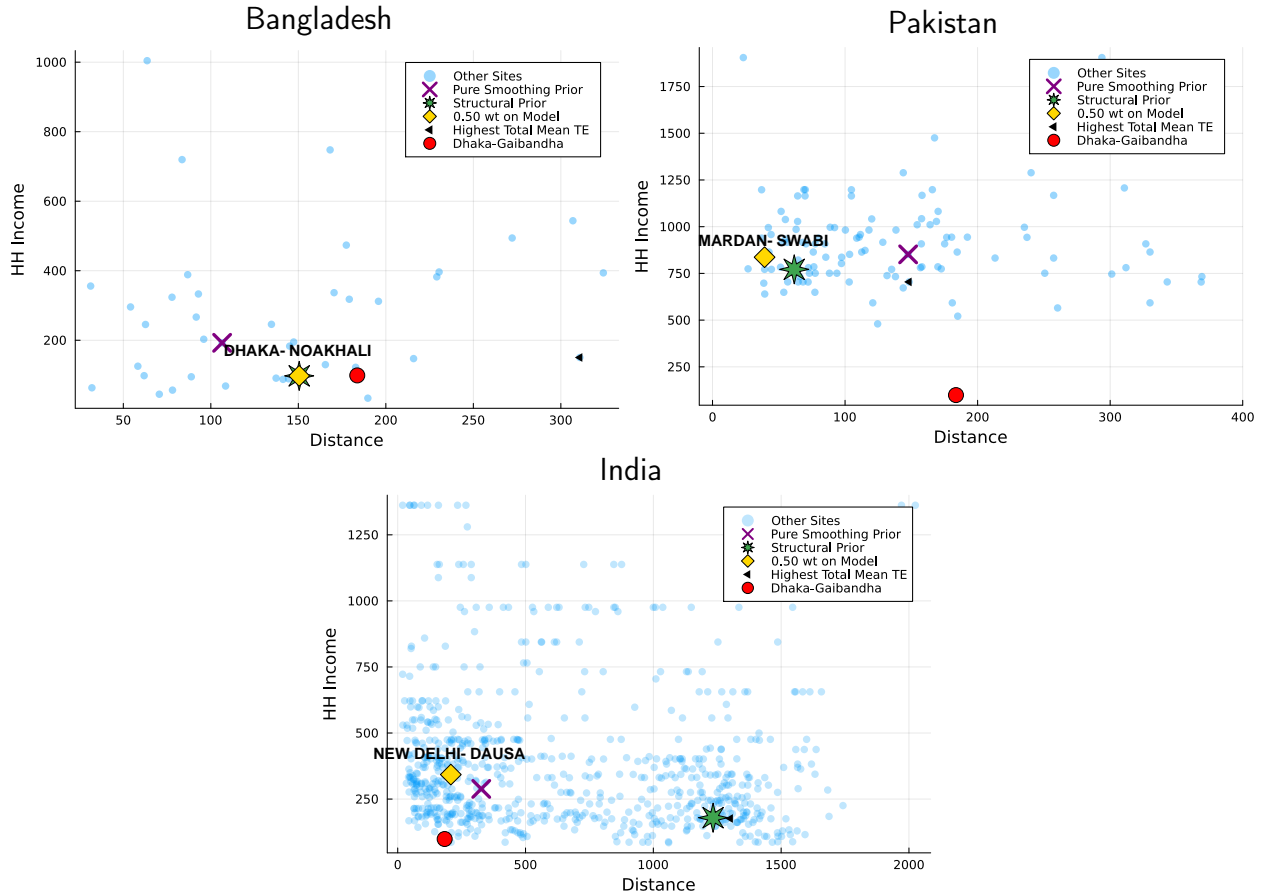 Bangladesh
1000
800
600
400
200
HH Income
50
100
150
200
250
300
Distance
Other Sites
Pure Smoothing Prior
Structural Prior
0.50 wt on Model
Highest Total Mean TE
Dhaka-Gaibandha
DHAKA- NOAKHALI
Pakistan
1750
1500
1250
1000
750
500
250
HH Income
0
100
200
300
400
Distance
Other Sites
Pure Smoothing Prior
Structural Prior
0.50 wt on Model
Highest Total Mean TE
Dhaka-Gaibandha
MARDAN- SWABI
India
1250
1000
750
500
250
HH Income
0
500
1000
1500
2000
Distance
Other Sites
Pure Smoothing Prior
Structural Prior
0.50 wt on Model
Highest Total Mean TE
Dhaka-Gaibandha
NEW DELHI- DAUSA